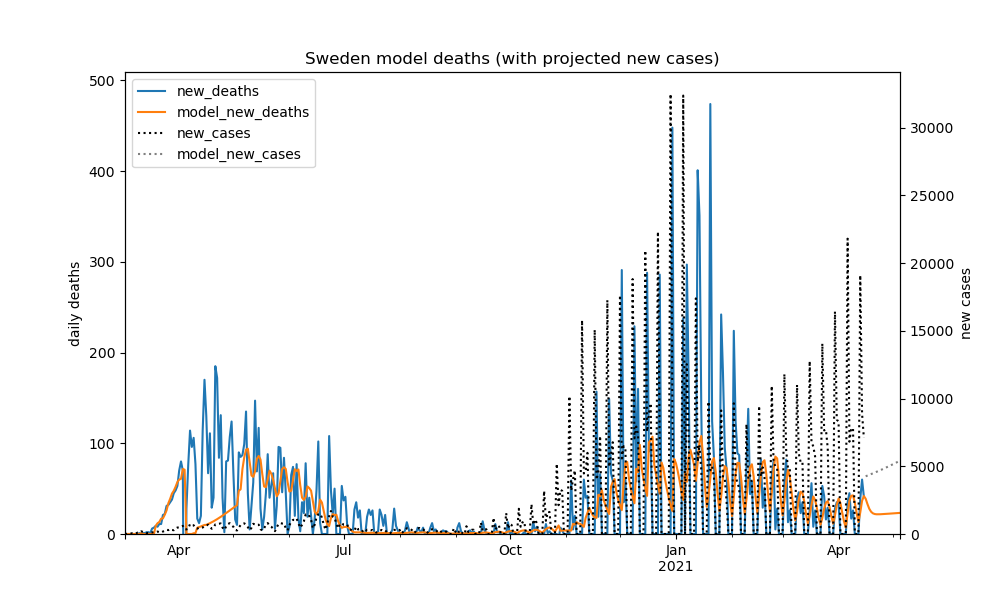 Sweden model deaths (with projected new cases)
new_deaths
model_new_deaths
new_cases
model_new_cases
500
400
300
200
100
0
daily deaths
30000
25000
20000
15000
10000
5000
0
new cases
Apr
Jul
Oct
Jan
2021
Apr